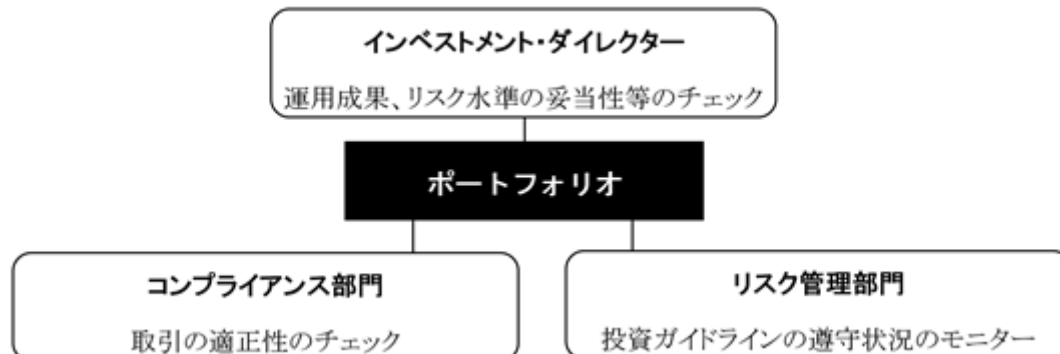 インベストメント・ダイレクター
運用成果、リスク水準の妥当性等のチェック
ポートフォリオ
コンプライアンス部門
取引の適正性のチェック
リスク管理部門
投資ガイドラインの遵守状況のモニター